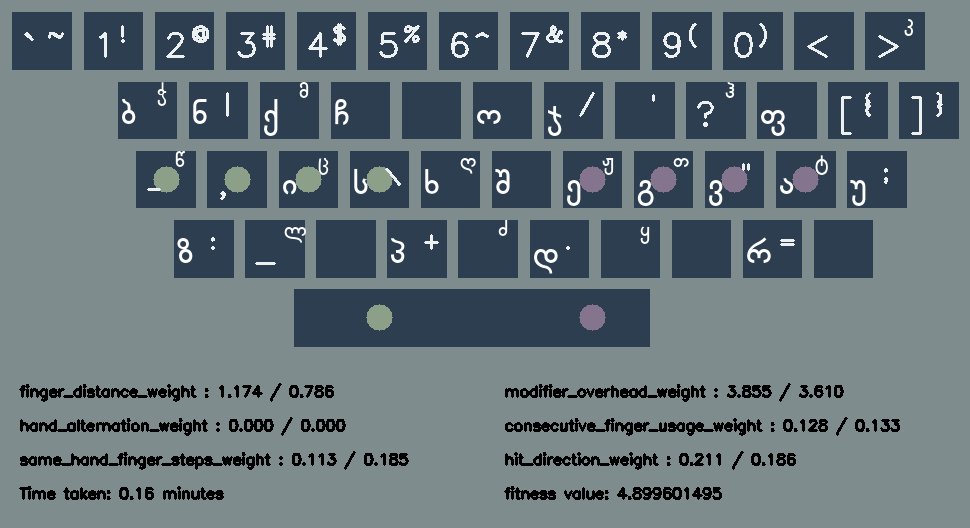 ` ~ 1 ! 2 @ 3 # 4 $ 5 % 6 ^ 7 & 8 * 9 ( 0 ) < > კ
ბ ჭ ნ | ქ მ ჩ ო ჯ / ' ? ჰ ფ [ { ] }
_ წ , ი ც ს \ ხ ღ შ ე ჟ გ თ ვ " ა ტ უ ;
ზ : _ ლ პ + ძ დ . ყ რ =
finger_distance_weight : 1.174 / 0.786
modifier_overhead_weight : 3.855 / 3.610
hand_alternation_weight : 0.000 / 0.000
consecutive_finger_usage_weight : 0.128 / 0.133
same_hand_finger_steps_weight : 0.113 / 0.185
hit_direction_weight : 0.211 / 0.186
Time taken: 0.16 minutes
fitness value: 4.899601495